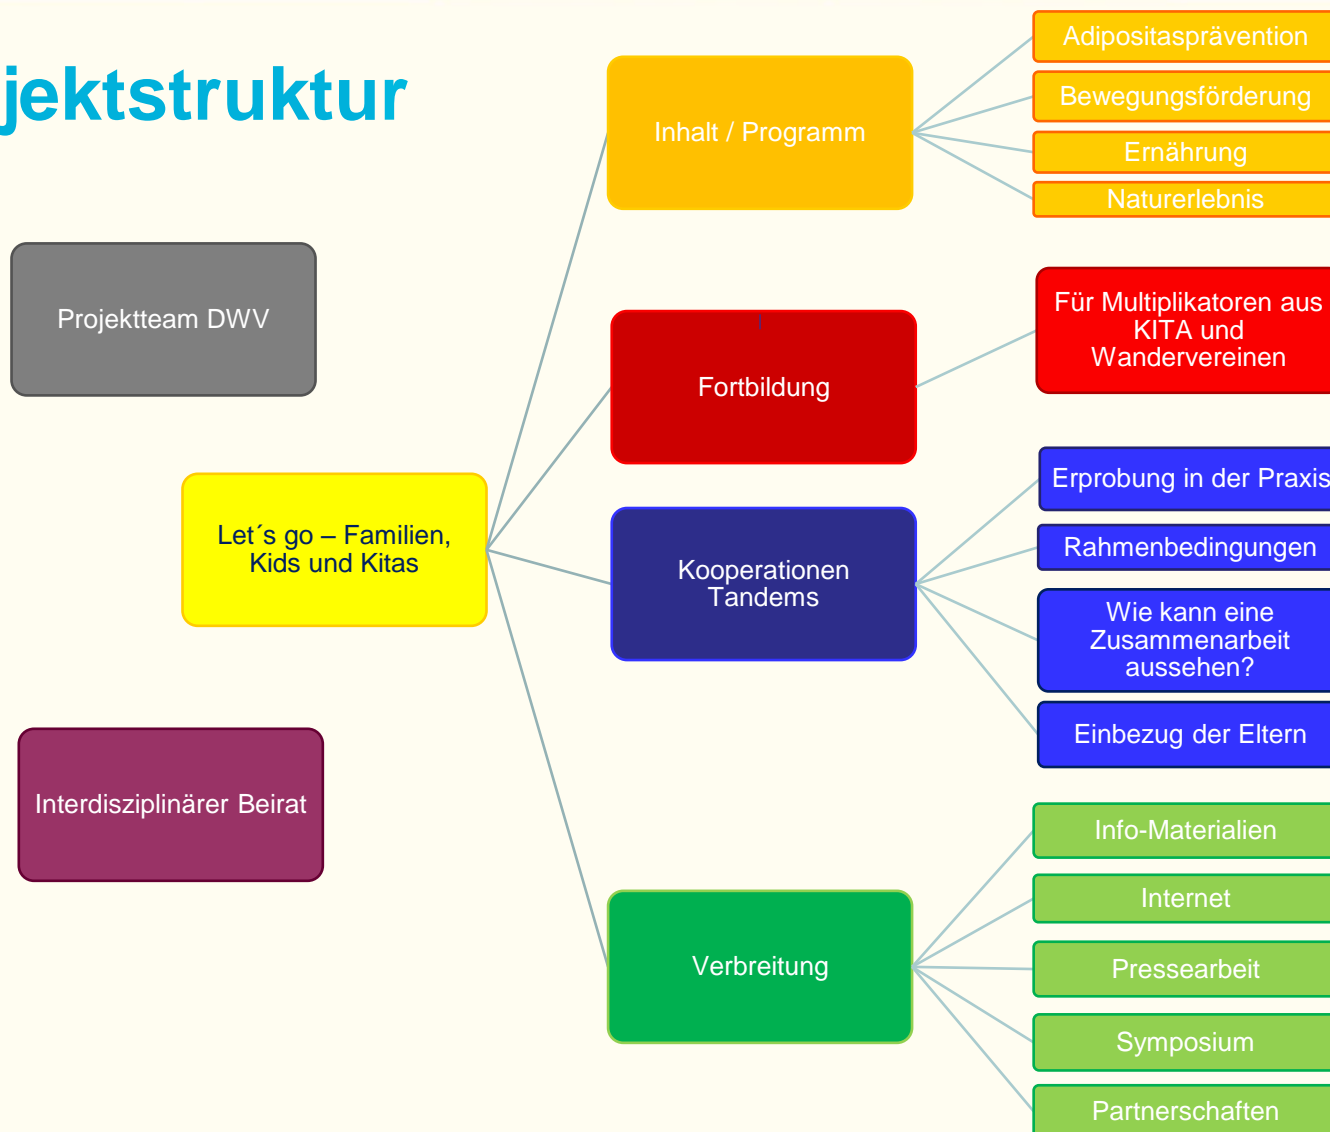 jektstruktur
Projektteam DWV
Let´s go – Familien,
Kids und Kitas
Interdisziplinärer Beirat
Inhalt / Programm
Adipositasprävention
Bewegungsförderung
Ernährung
Naturerlebnis
Fortbildung
Für Multiplikatoren aus
KITA und
Wandervereinen
Kooperationen
Tandems
Erprobung in der Praxis
Rahmenbedingungen
Wie kann eine
Zusammenarbeit
aussehen?
Einbezug der Eltern
Verbreitung
Info-Materialien
Internet
Pressearbeit
Symposium
Partnerschaften